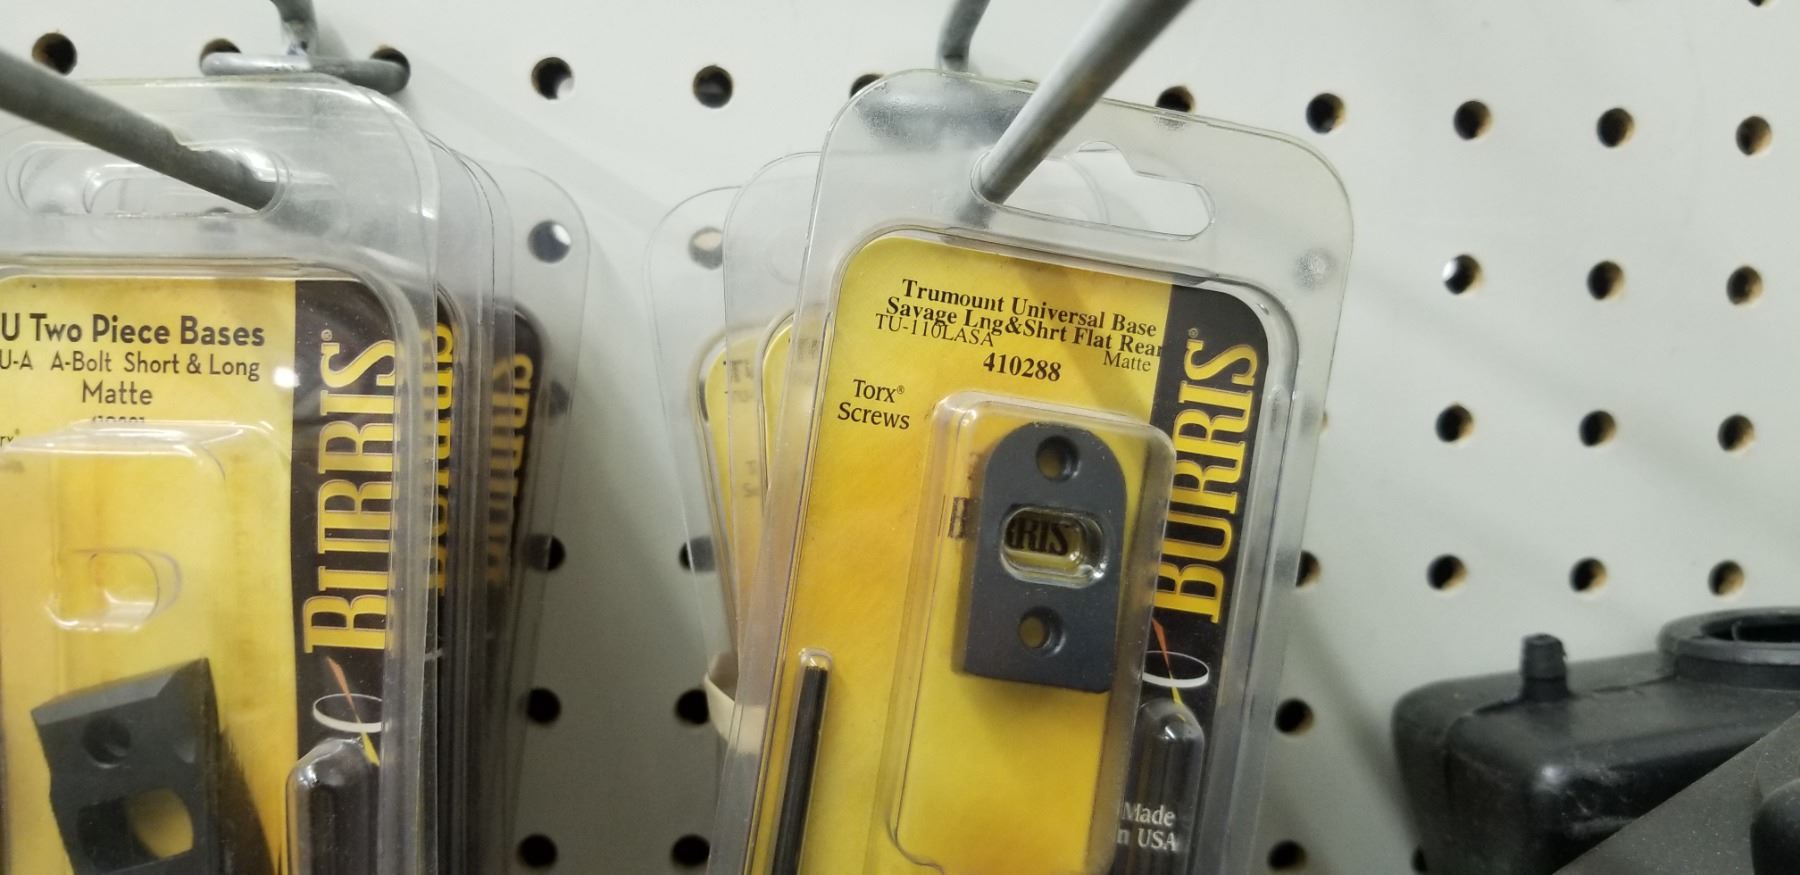 U Two Piece Bases
U-A A-Bolt Short & Long
Matte
BURRIS
BURRIS
BURRIS
Trumount Universal Base
Savage Lng&Shrt Flat Rear
TU-110LASA
Matte
410288
Torx®
Screws
RIS
BURRIS®
Made
n USA